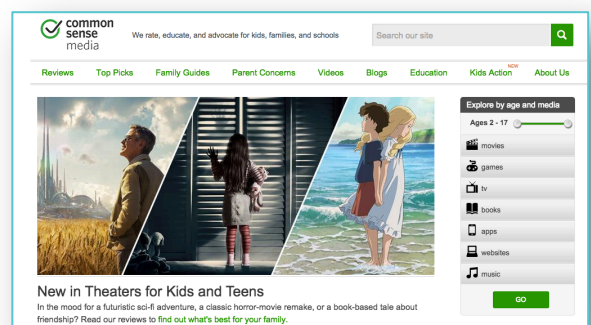 common
sense
media
We rate, educate, and advocate for kids, families, and schools
Search our site
Reviews Top Picks Family Guides Parent Concerns Videos Blogs Education Kids Action NEW About Us
Explore by age and media
Ages 2 - 17
movies
games
tv
books
apps
websites
music
GO
New in Theaters for Kids and Teens
In the mood for a futuristic sci-fi adventure, a classic horror-movie remake, or a book-based tale about
friendship? Read our reviews to find out what's best for your family.